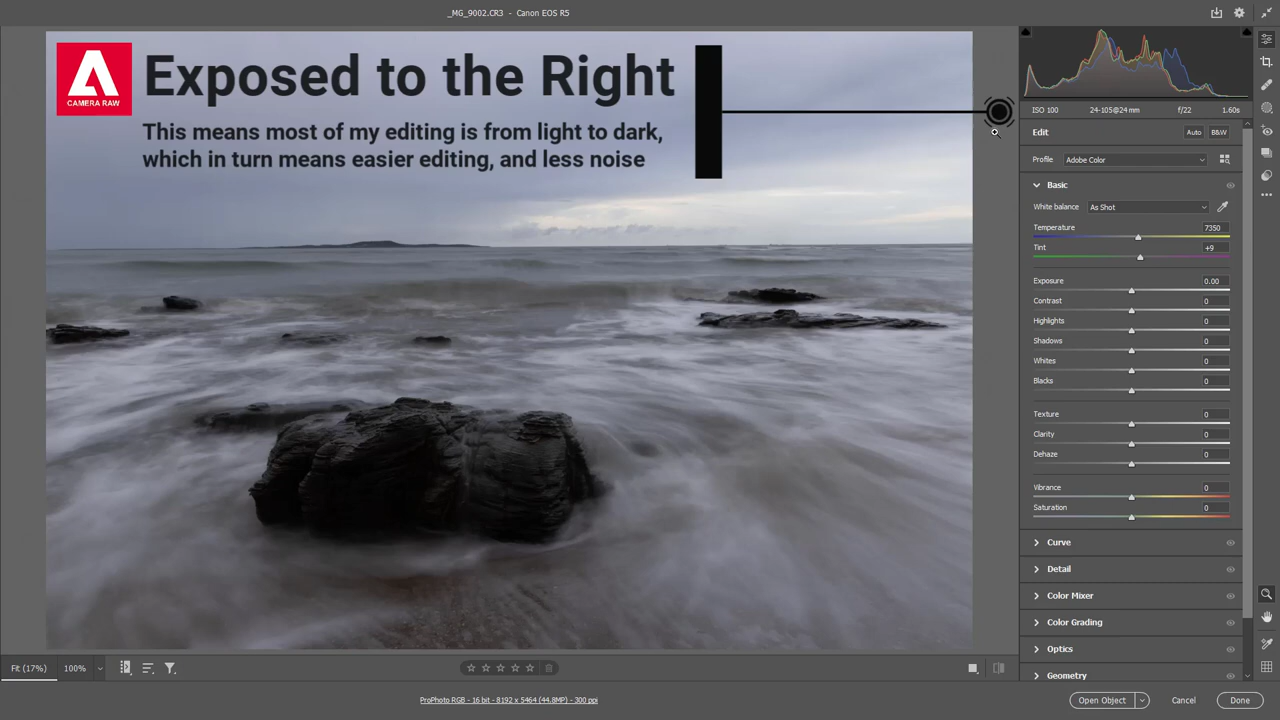 _MG_9002.CR3 - Canon EOS R5
CAMERA RAW
Exposed to the Right
This means most of my editing is from light to dark,
which in turn means easier editing, and less noise
ISO 100 24-105@24 mm f/22 1.60s
Edit Auto B&W
Profile Adobe Color
Basic
White balance As Shot
Temperature 7350
Tint +9
Exposure 0.00
Contrast 0
Highlights 0
Shadows 0
Whites 0
Blacks 0
Texture 0
Clarity 0
Dehaze 0
Vibrance 0
Saturation 0
Curve
Detail
Color Mixer
Color Grading
Optics
Geometry
Fit (17%) 100%
ProPhoto RGB - 16 bit - 8192 x 5464 (44.8MP) - 300 ppi
Open Object Cancel Done